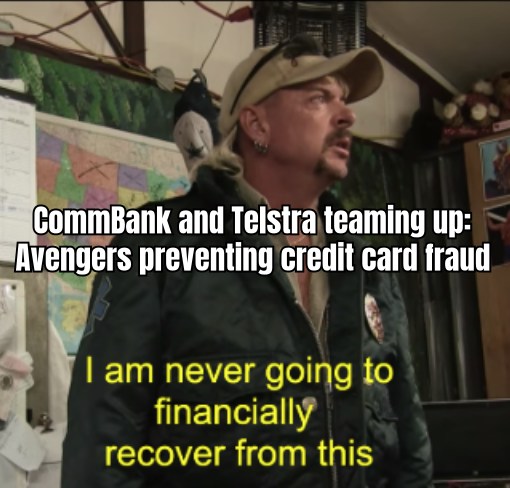 CommBank and Telstra teaming up:
Avengers preventing credit card fraud
I am never going to
financially
recover from this